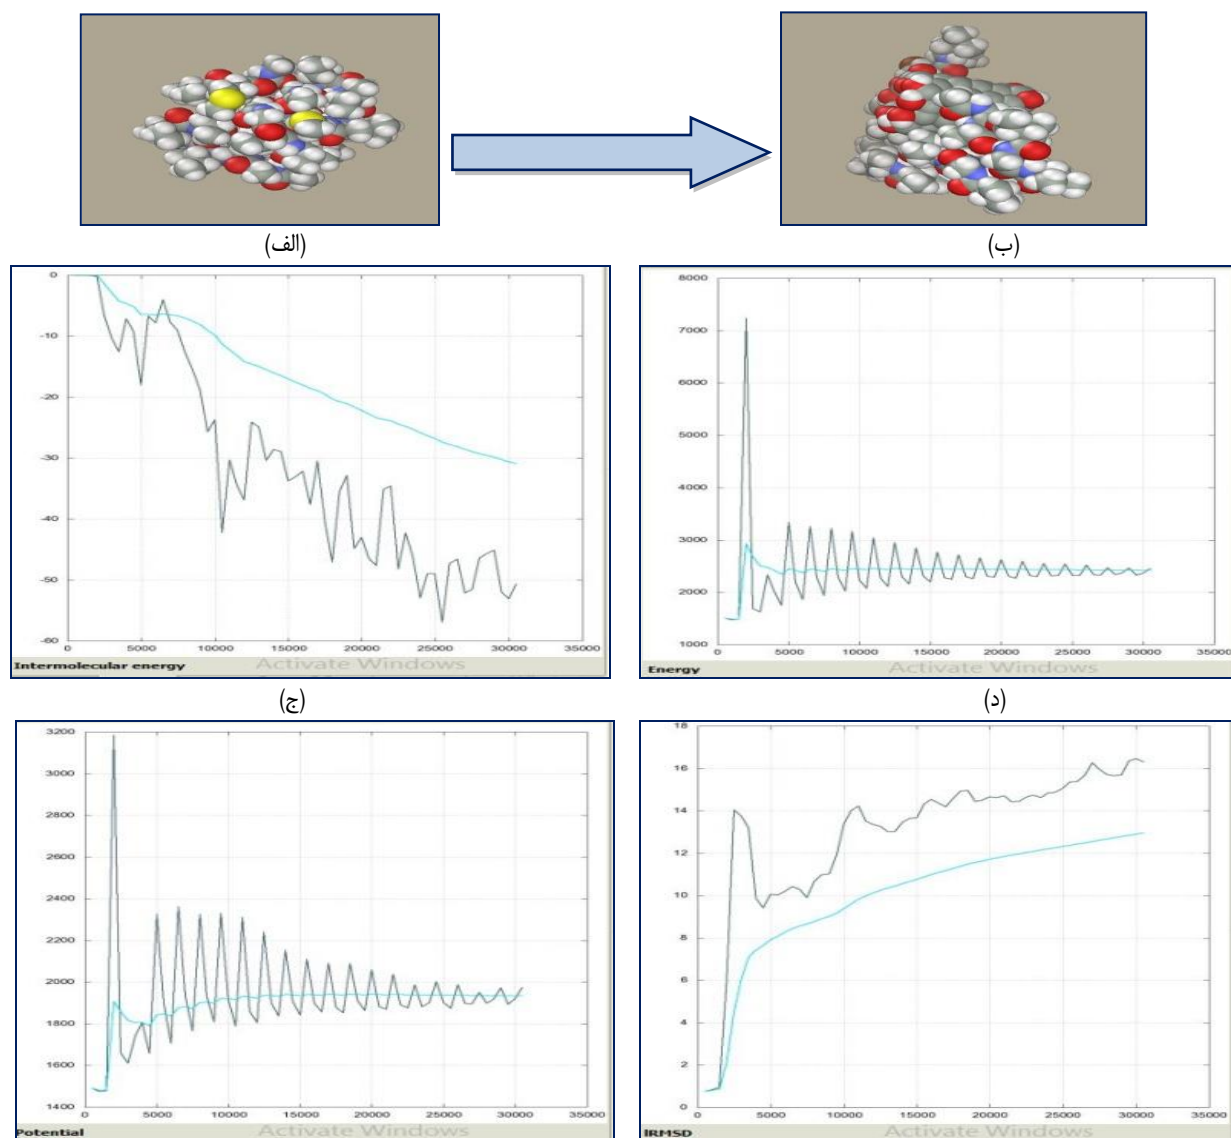 (الف)
(ب)
0
-10
-20
-30
-40
-50
-60
0 5000 10000 15000 20000 25000 30000 35000
Intermolecular energy
Activate Windows
8000
7000
6000
5000
4000
3000
2000
1000
0 5000 10000 15000 20000 25000 30000 35000
Energy
Activate Windows
(ج)
(د)
3200
3000
2800
2600
2400
2200
2000
1800
1600
1400
0 5000 10000 15000 20000 25000 30000 35000
Potential
Activate Windows
18
16
14
12
10
8
6
4
2
0
0 5000 10000 15000 20000 25000 30000 35000
lRMSD
Activate Windows